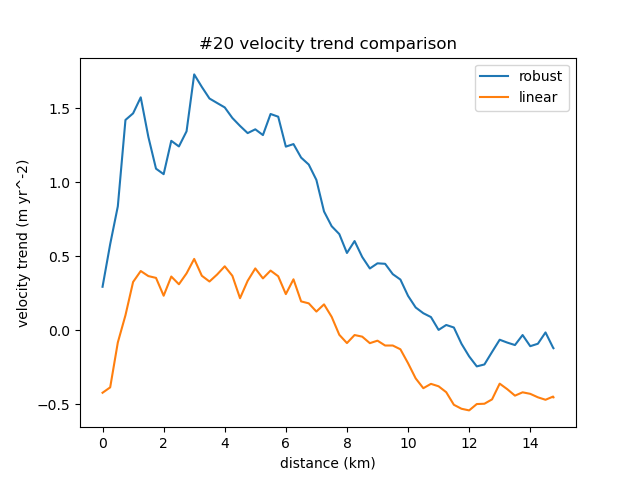 #20 velocity trend comparison
robust
linear
velocity trend (m yr^-2)
1.5
1.0
0.5
0.0
−0.5
0 2 4 6 8 10 12 14
distance (km)